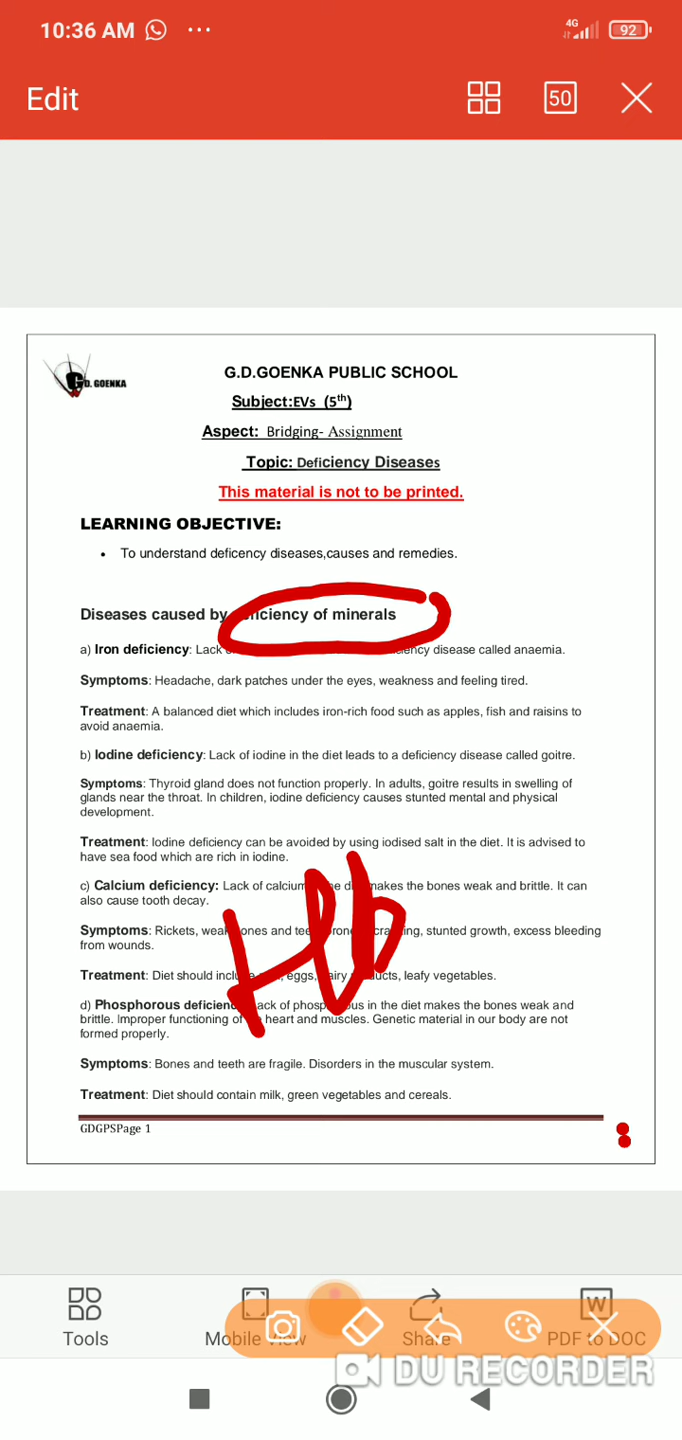 10:36 AM
4G
92
Edit
50
D. GOENKA
G.D.GOENKA PUBLIC SCHOOL
Subject:EVs (5th)
Aspect: Bridging- Assignment
Topic: Deficiency Diseases
This material is not to be printed.
LEARNING OBJECTIVE:
• To understand deficency diseases,causes and remedies.
Diseases caused by of minerals
a) Iron deficiency: Lack disease called anaemia.
Symptoms: Headache, dark patches under the eyes, weakness and feeling tired.
Treatment: A balanced diet which includes iron-rich food such as apples, fish and raisins to
avoid anaemia.
b) Iodine deficiency: Lack of iodine in the diet leads to a deficiency disease called goitre.
Symptoms: Thyroid gland does not function properly. In adults, goitre results in swelling of
glands near the throat. In children, iodine deficiency causes stunted mental and physical
development.
Treatment: Iodine deficiency can be avoided by using iodised salt in the diet. It is advised to
have sea food which are rich in iodine.
c) Calcium deficiency: Lack of calcium makes the bones weak and brittle. It can
also cause tooth decay.
Hb
Symptoms: Rickets, weak bones and stunted growth, excess bleeding
from wounds.
Treatment: Diet should eggs, leafy vegetables.
d) Phosphorous deficiency: Lack of in the diet makes the bones weak and
brittle. Improper functioning of heart and muscles. Genetic material in our body are not
formed properly.
Symptoms: Bones and teeth are fragile. Disorders in the muscular system.
Treatment: Diet should contain milk, green vegetables and cereals.
GDGPSPage 1
Tools
Mobile View
Share
PDF to DOC
DU RECORDER